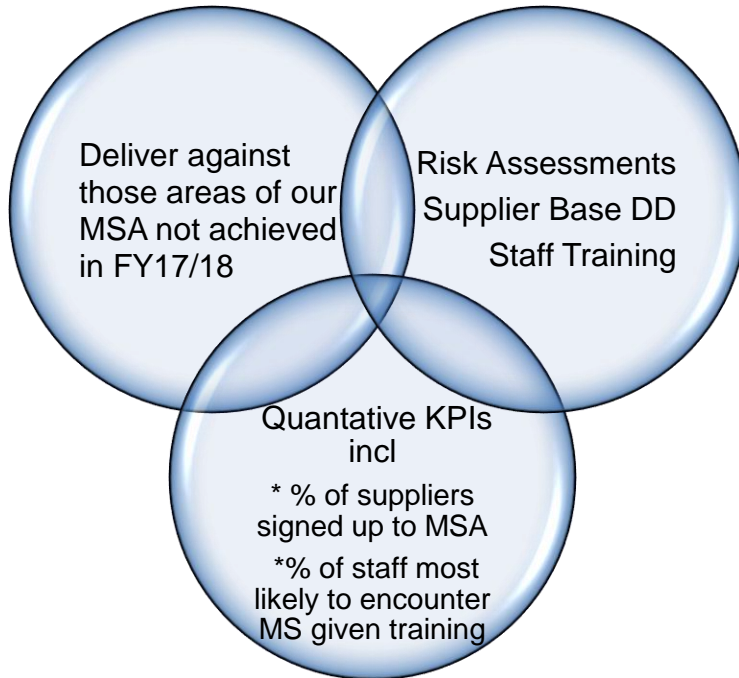 Deliver against
those areas of our
MSA not achieved
in FY17/18
Risk Assessments
Supplier Base DD
Staff Training
Quantative KPIs
incl
* % of suppliers
signed up to MSA
*% of staff most
likely to encounter
MS given training